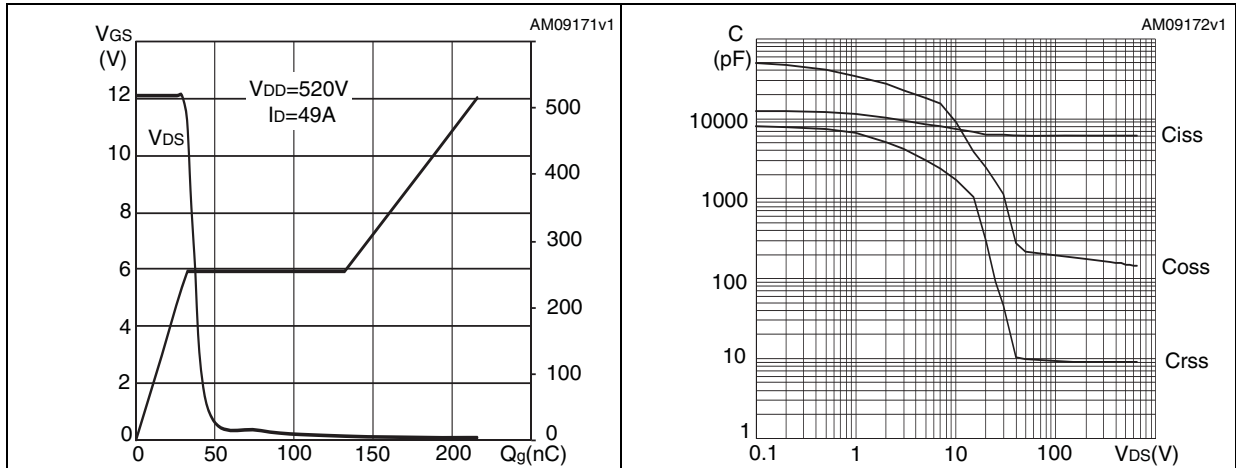 AM09171v1
VGS
(V)
VDD=520V
ID=49A
VDS
12
10
8
6
4
2
0
500
400
300
200
100
0
0 50 100 150 200 Qg(nC)
AM09172v1
C
(pF)
10000
1000
100
10
1
Ciss
Coss
Crss
0.1 1 10 100 VDS(V)